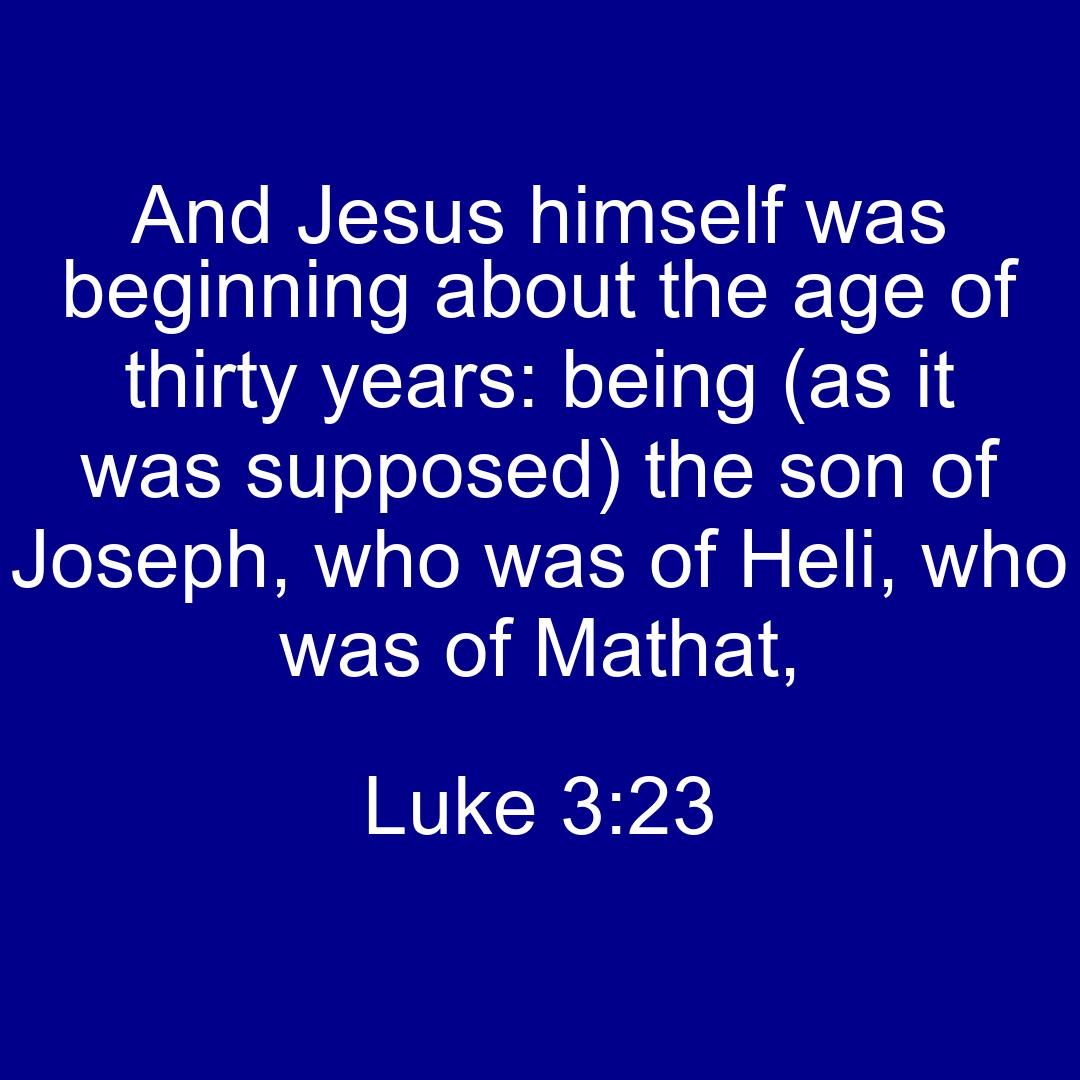 And Jesus himself was
beginning about the age of
thirty years: being (as it
was supposed) the son of
Joseph, who was of Heli, who
was of Mathat,
Luke 3:23